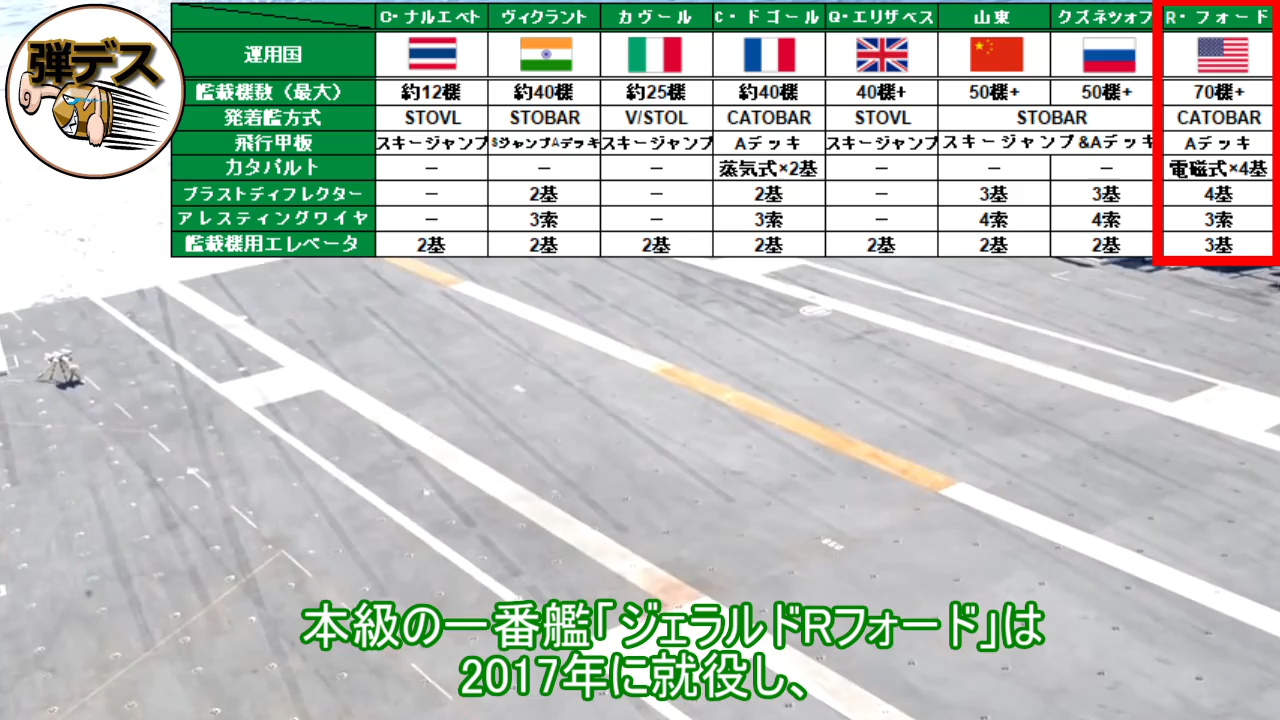 弾デス
C・ナルエベト ヴィクラント カヴール C・ドゴール Q・エリザベス 山東 クズネツォフ R・フォード
運用国
艦載機数（最大） 約12機 約40機 約25機 約40機 40機+ 50機+ 50機+ 70機+
発着艦方式 STOVL STOBAR V/STOL CATOBAR STOVL STOBAR CATOBAR
飛行甲板 スキージャンプ SジャンプAデッキ スキージャンプ Aデッキ スキージャンプ スキージャンプ&Aデッキ Aデッキ
カタパルト － － － 蒸気式×2基 － － － 電磁式×4基
ブラストディフレクター － 2基 － 2基 － 3基 3基 4基
アレスティングワイヤ － 3索 － 3索 － 4索 4索 3索
艦載機用エレベータ 2基 2基 2基 2基 2基 2基 2基 3基
本級の一番艦「ジェラルドRフォード」は
2017年に就役し、